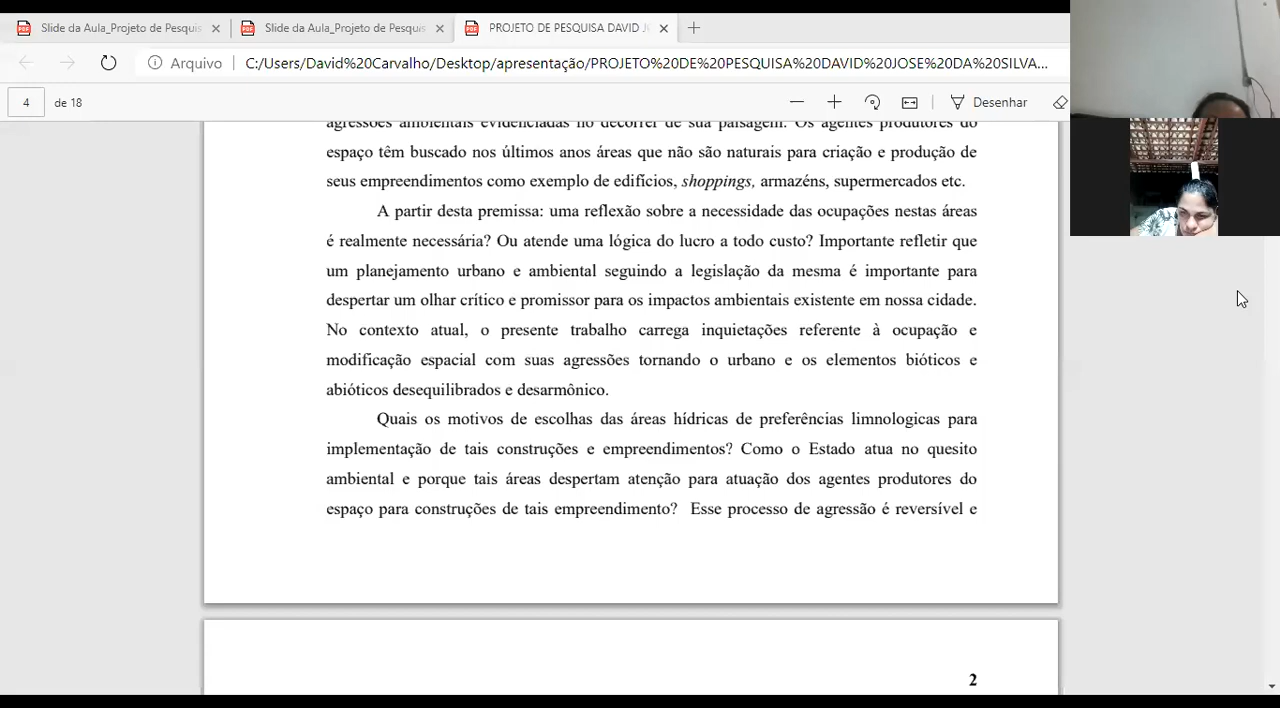 Slide da Aula_Projeto de Pesquis
Slide da Aula_Projeto de Pesquis
PROJETO DE PESQUISA DAVID J
Arquivo
C:/Users/David%20Carvalho/Desktop/apresentação/PROJETO%20DE%20PESQUISA%20DAVID%20JOSE%20DA%20SILVA...
4 de 18
Desenhar
agressões ambientais evidenciadas no decorrer de sua paisagem. Os agentes produtores do
espaço têm buscado nos últimos anos áreas que não são naturais para criação e produção de
seus empreendimentos como exemplo de edifícios, shoppings, armazéns, supermercados etc.
A partir desta premissa: uma reflexão sobre a necessidade das ocupações nestas áreas
é realmente necessária? Ou atende uma lógica do lucro a todo custo? Importante refletir que
um planejamento urbano e ambiental seguindo a legislação da mesma é importante para
despertar um olhar crítico e promissor para os impactos ambientais existente em nossa cidade.
No contexto atual, o presente trabalho carrega inquietações referente à ocupação e
modificação espacial com suas agressões tornando o urbano e os elementos bióticos e
abióticos desequilibrados e desarmônico.
Quais os motivos de escolhas das áreas hídricas de preferências limnologicas para
implementação de tais construções e empreendimentos? Como o Estado atua no quesito
ambiental e porque tais áreas despertam atenção para atuação dos agentes produtores do
espaço para construções de tais empreendimento? Esse processo de agressão é reversível e
2